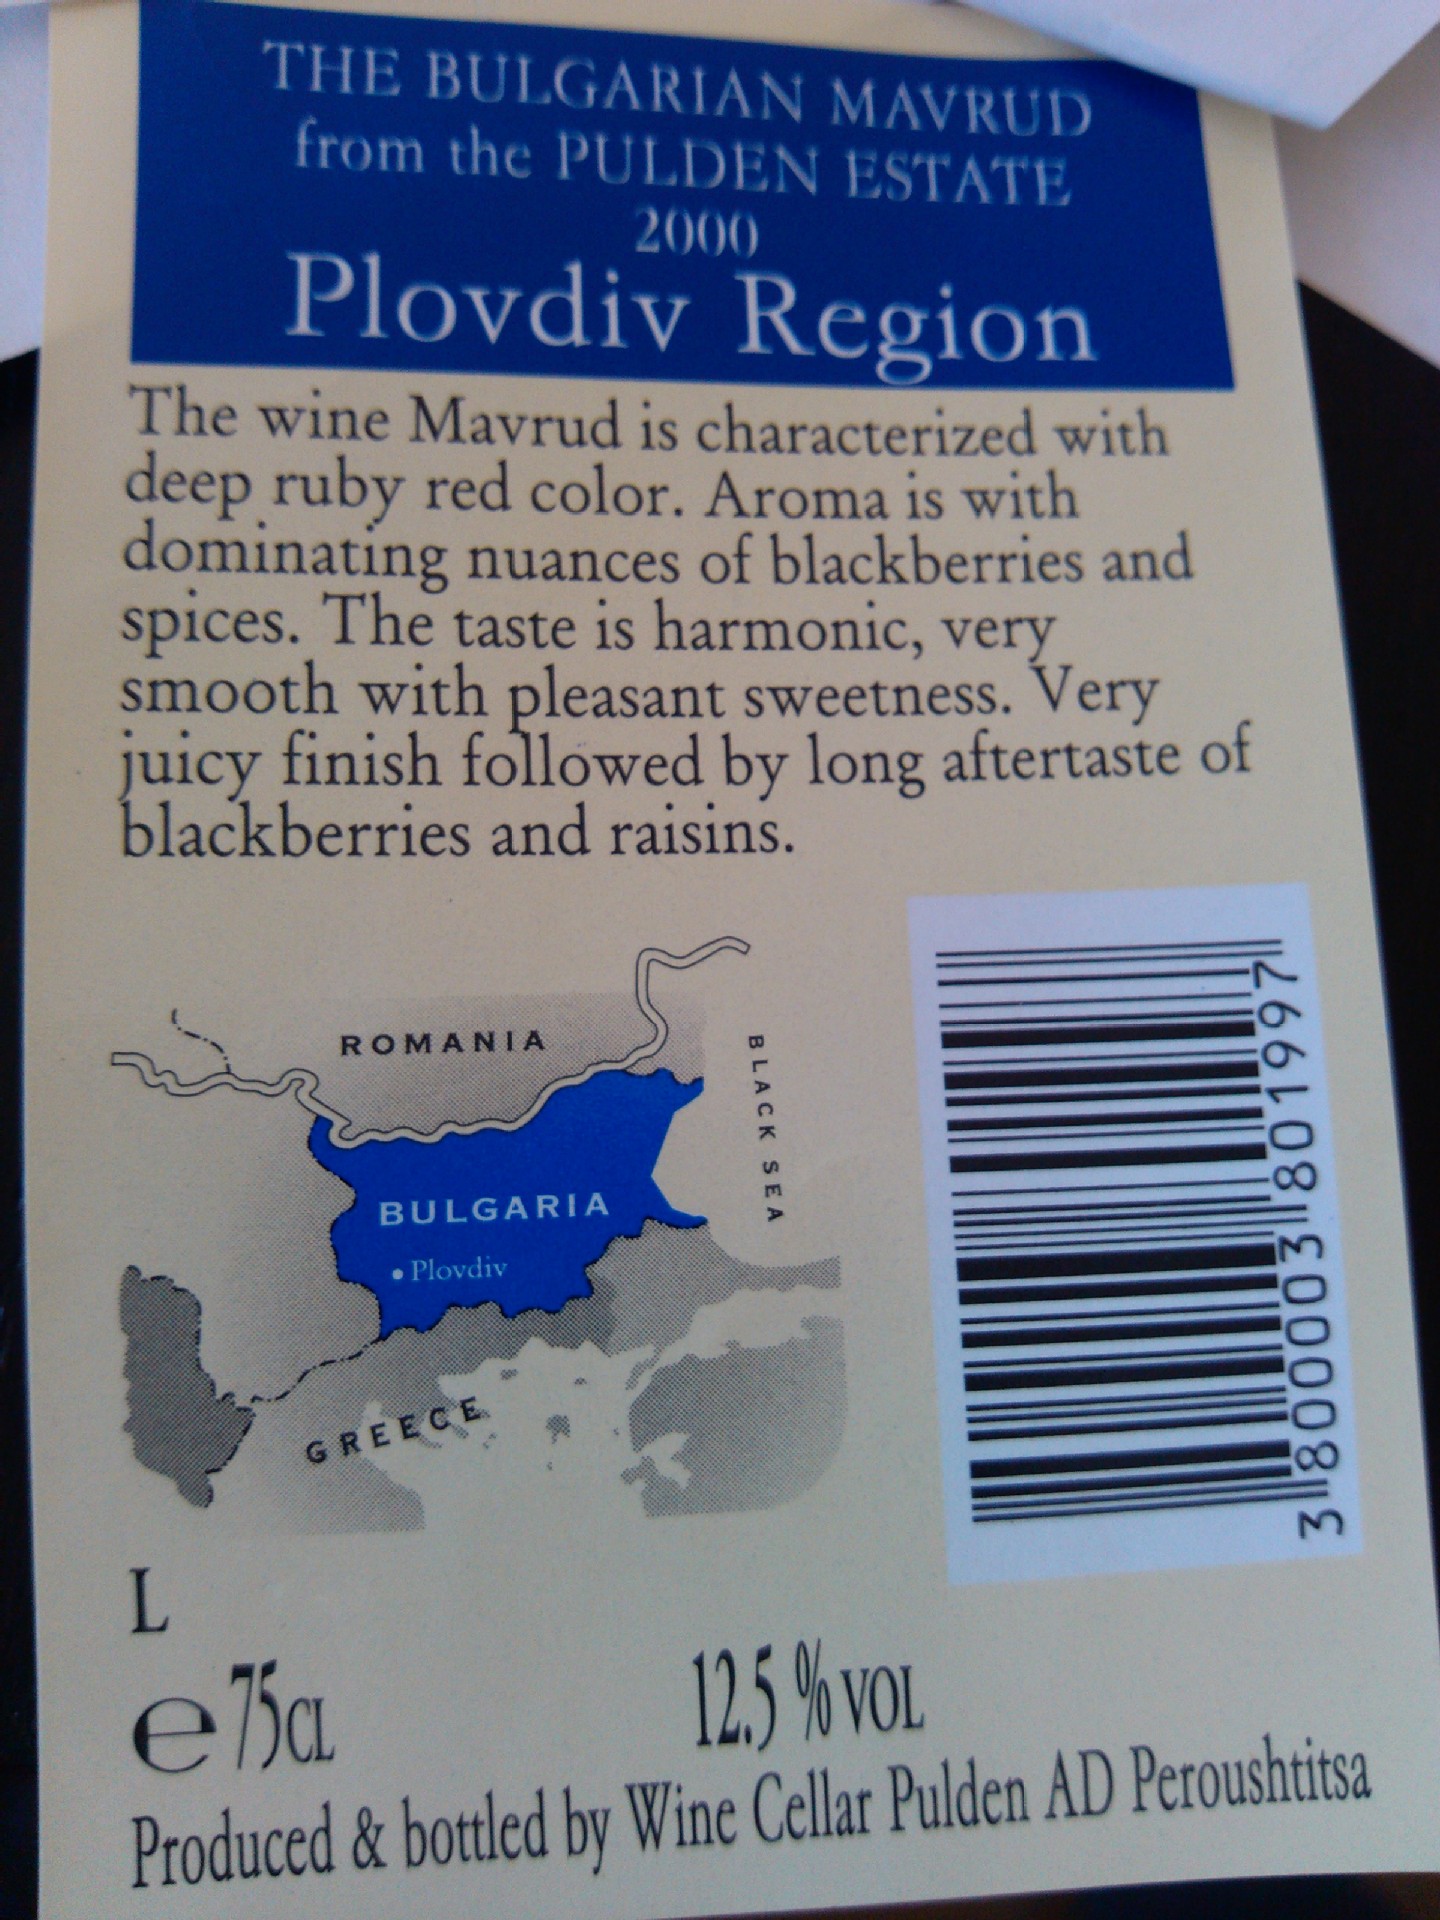 THE BULGARIAN MAVRUD
from the PULDEN ESTATE
2000
Plovdiv Region
The wine Mavrud is characterized with
deep ruby red color. Aroma is with
dominating nuances of blackberries and
spices. The taste is harmonic, very
smooth with pleasant sweetness. Very
juicy finish followed by long aftertaste of
blackberries and raisins.
ROMANIA
BLACK SEA
BULGARIA
• Plovdiv
GREECE
3 800038 801997
L
e 75CL
12.5 % VOL
Produced & bottled by Wine Cellar Pulden AD Peroushtitsa